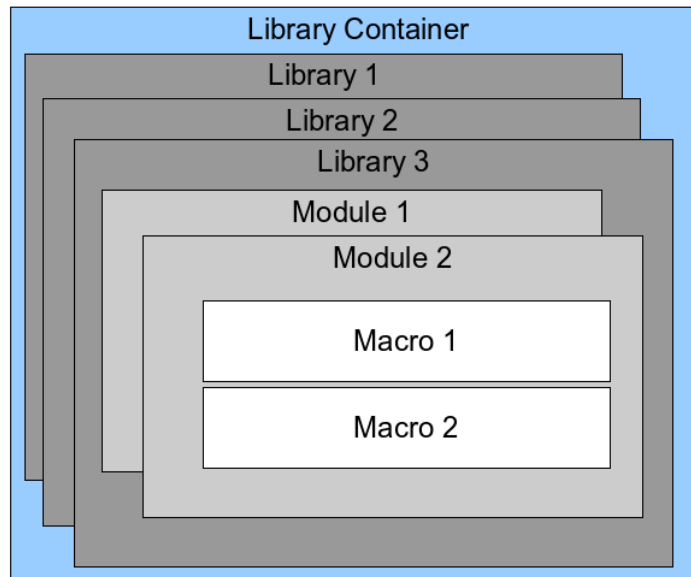 Library Container
Library 1
Library 2
Library 3
Module 1
Module 2
Macro 1
Macro 2